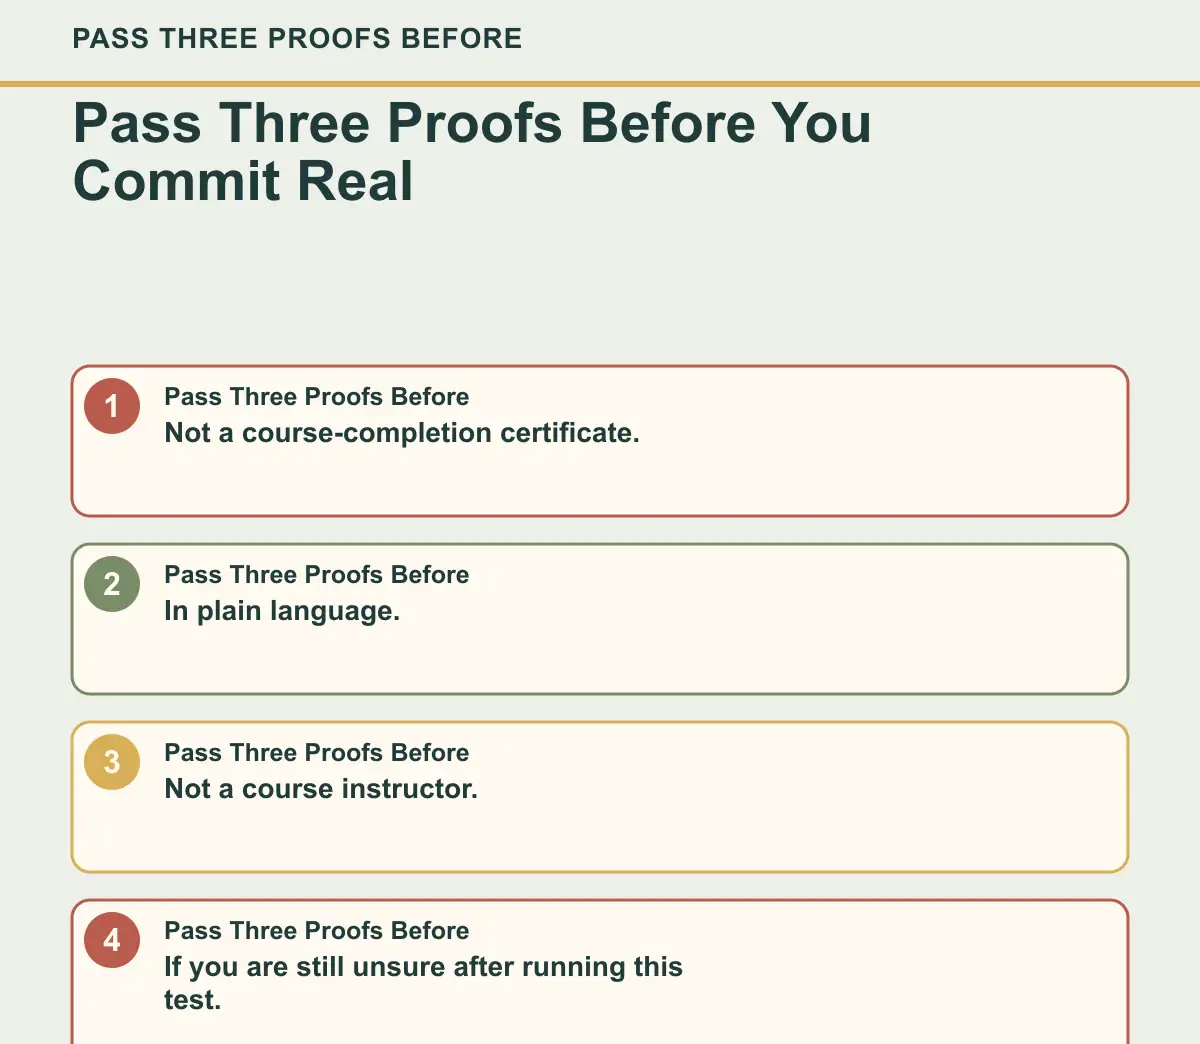 PASS THREE PROOFS BEFORE
Pass Three Proofs Before You
Commit Real
1
Pass Three Proofs Before
Not a course-completion certificate.
2
Pass Three Proofs Before
In plain language.
3
Pass Three Proofs Before
Not a course instructor.
4
Pass Three Proofs Before
If you are still unsure after running this
test.